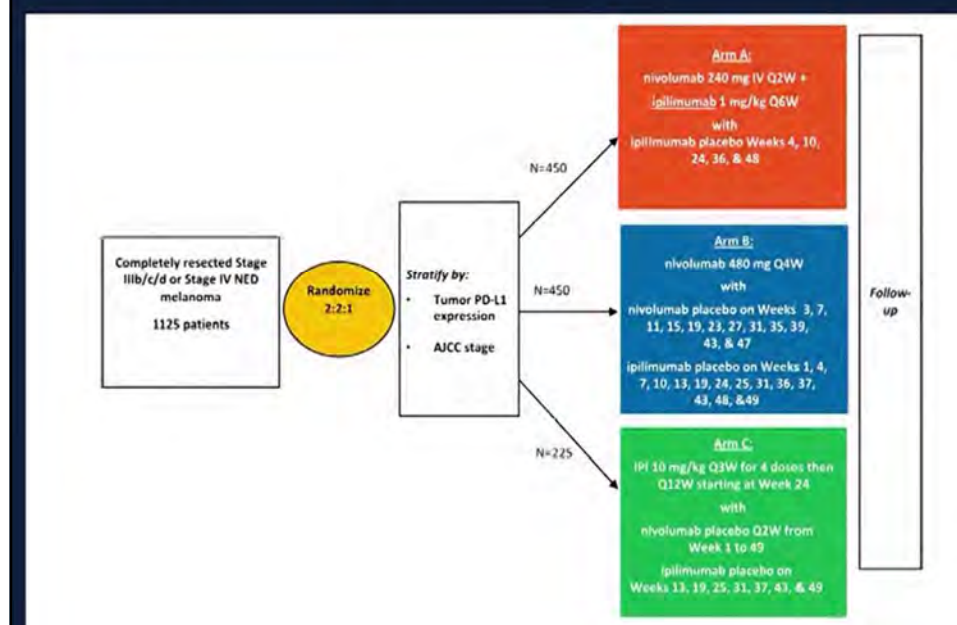 Completely resected Stage
IIIb/c/d or Stage IV NED
melanoma
1125 patients
Randomize
2:2:1
Stratify by:
• Tumor PD-L1
expression
• AJCC stage
N=450
N=450
N=225
Arm A:
nivolumab 240 mg IV Q2W +
ipilimumab 1 mg/kg Q6W
with
ipilimumab placebo Weeks 4, 10,
24, 36, & 48
Arm B:
nivolumab 480 mg Q4W
with
nivolumab placebo on Weeks 3, 7,
11, 15, 19, 23, 27, 31, 35, 39,
43, & 47
ipilimumab placebo on Weeks 1, 4,
7, 10, 13, 19, 24, 25, 31, 36, 37,
43, 48, &49
Arm C:
IPI 10 mg/kg Q3W for 4 doses then
Q12W starting at Week 24
with
nivolumab placebo Q2W from
Week 1 to 49
ipilimumab placebo on
Weeks 13, 19, 25, 31, 37, 43, & 49
Follow-
up